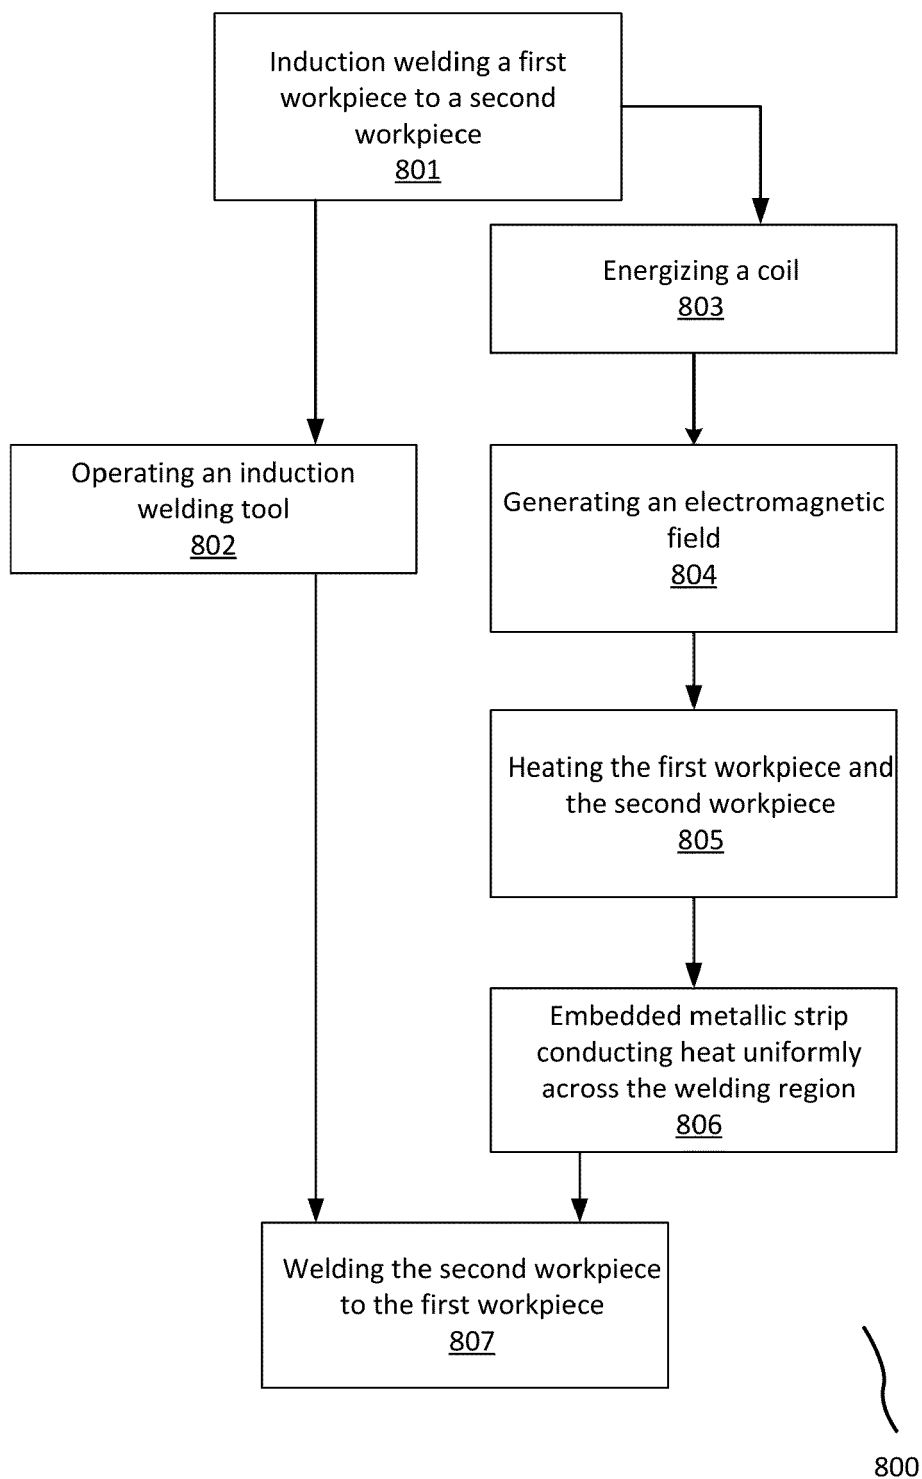 Induction welding a first
workpiece to a second
workpiece
801
Energizing a coil
803
Operating an induction
welding tool
802
Generating an electromagnetic
field
804
Heating the first workpiece and
the second workpiece
805
Embedded metallic strip
conducting heat uniformly
across the welding region
806
Welding the second workpiece
to the first workpiece
807
800